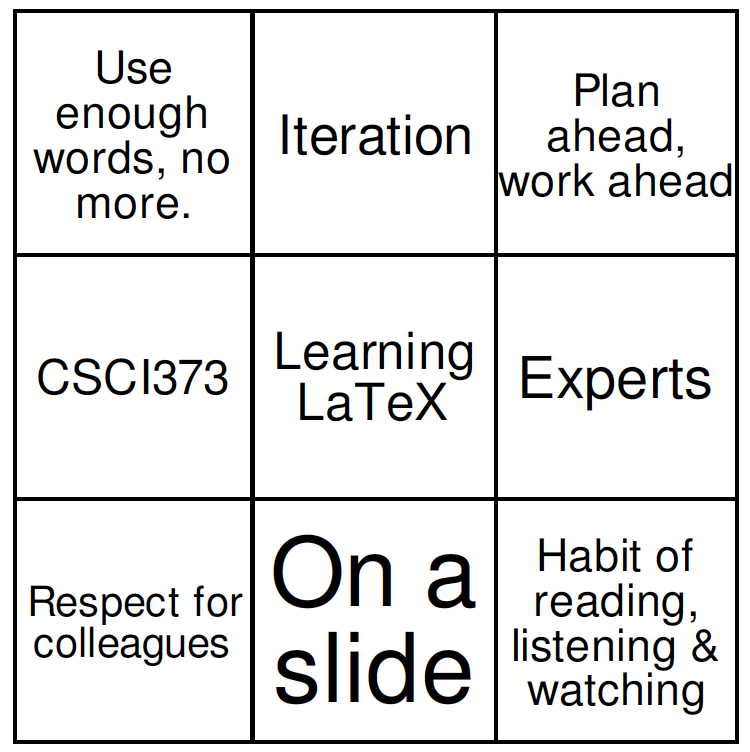 Use
enough
words, no
more.
Iteration
Plan
ahead,
work ahead
CSCI373
Learning
LaTeX
Experts
Respect for
colleagues
On a
slide
Habit of
reading,
listening &
watching